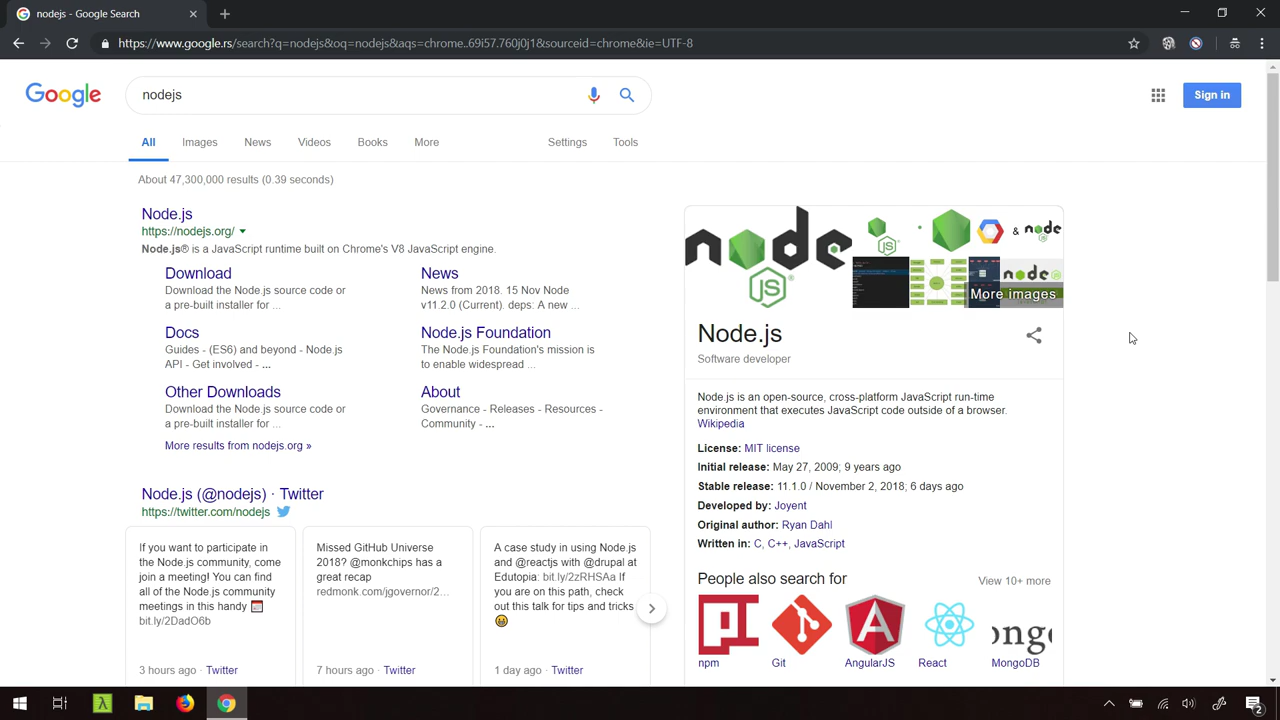 nodejs - Google Search
https://www.google.rs/search?q=nodejs&oq=nodejs&aqs=chrome..69i57.760j0j1&sourceid=chrome&ie=UTF-8
Google
nodejs
Sign in
All
Images
News
Videos
Books
More
Settings
Tools
About 47,300,000 results (0.39 seconds)
Node.js
https://nodejs.org/
Node.js® is a JavaScript runtime built on Chrome's V8 JavaScript engine.
Download
Download the Node.js source code or
a pre-built installer for ...
News
News from 2018. 15 Nov Node
v11.2.0 (Current). deps: A new ...
Docs
Guides - (ES6) and beyond - Node.js
API - Get involved - ...
Node.js Foundation
The Node.js Foundation's mission is
to enable widespread ...
Other Downloads
Download the Node.js source code or
a pre-built installer for ...
About
Governance - Releases - Resources -
Community - ...
More results from nodejs.org »
Node.js (@nodejs) · Twitter
https://twitter.com/nodejs
If you want to participate in
the Node.js community, come
join a meeting! You can find
all of the Node.js community
meetings in this handy 📅
bit.ly/2DadO6b
3 hours ago · Twitter
Missed GitHub Universe
2018? @monkchips has a
great recap
redmonk.com/jgovernor/2...
7 hours ago · Twitter
A case study in using Node.js
and @reactjs with @drupal at
Edutopia: bit.ly/2zRHSAa If
you are on this path, check
out this talk for tips and tricks
😀
1 day ago · Twitter
node
JS
JS
& node
JS
node
More images
Node.js
Software developer
Node.js is an open-source, cross-platform JavaScript run-time
environment that executes JavaScript code outside of a browser.
Wikipedia
License: MIT license
Initial release: May 27, 2009; 9 years ago
Stable release: 11.1.0 / November 2, 2018; 6 days ago
Developed by: Joyent
Original author: Ryan Dahl
Written in: C, C++, JavaScript
People also search for
View 10+ more
ongo
npm
Git
AngularJS
React
MongoDB
λ
2